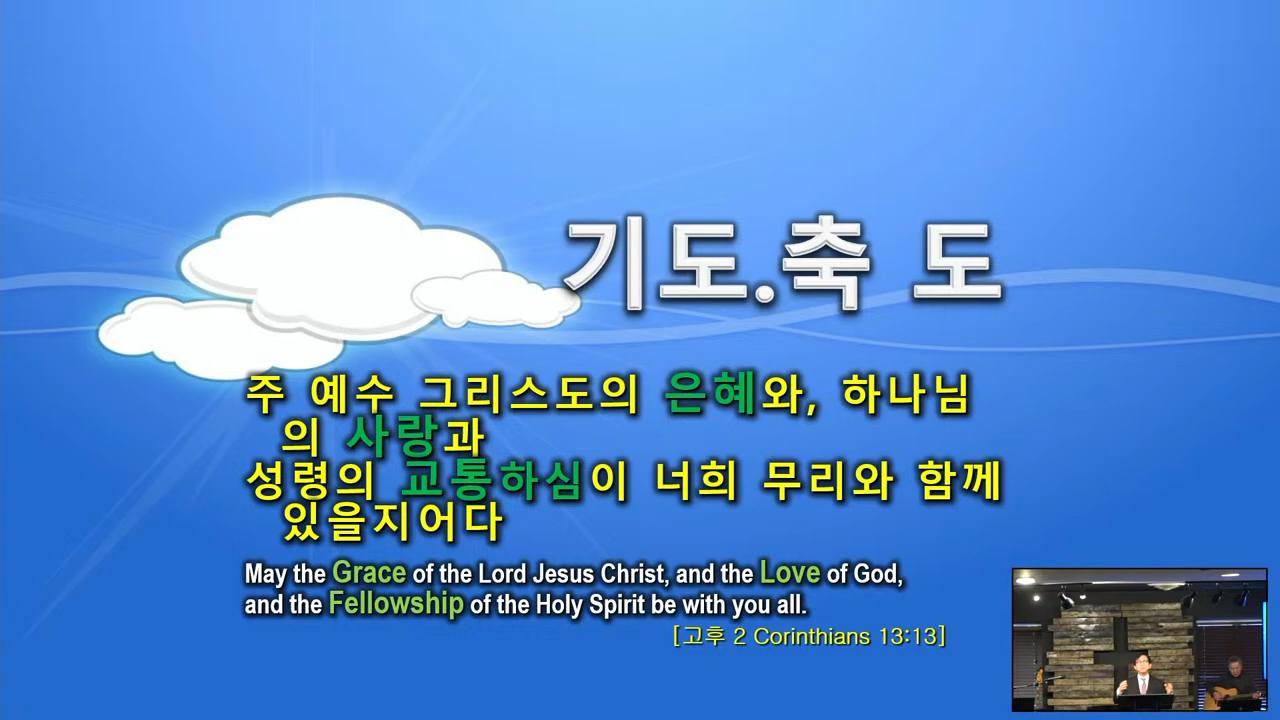 기도.축 도
주 예수 그리스도의 은혜와, 하나님
의 사랑과
성령의 교통하심이 너희 무리와 함께
있을지어다
May the Grace of the Lord Jesus Christ, and the Love of God,
and the Fellowship of the Holy Spirit be with you all.
[고후 2 Corinthians 13:13]